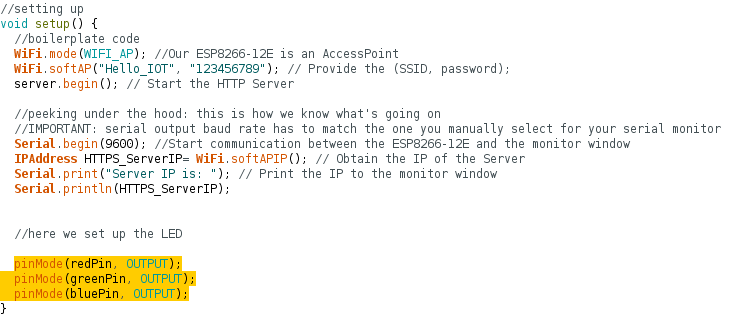 //setting up
void setup() {
  //boilerplate code
  WiFi.mode(WIFI_AP); //Our ESP8266-12E is an AccessPoint
  WiFi.softAP("Hello_IOT", "123456789"); // Provide the (SSID, password);
  server.begin(); // Start the HTTP Server

  //peeking under the hood: this is how we know what's going on
  //IMPORTANT: serial output baud rate has to match the one you manually select for your serial monitor
  Serial.begin(9600); //Start communication between the ESP8266-12E and the monitor window
  IPAddress HTTPS_ServerIP= WiFi.softAPIP(); // Obtain the IP of the Server
  Serial.print("Server IP is: "); // Print the IP to the monitor window
  Serial.println(HTTPS_ServerIP);

  //here we set up the LED

  pinMode(redPin, OUTPUT);
  pinMode(greenPin, OUTPUT);
  pinMode(bluePin, OUTPUT);
}